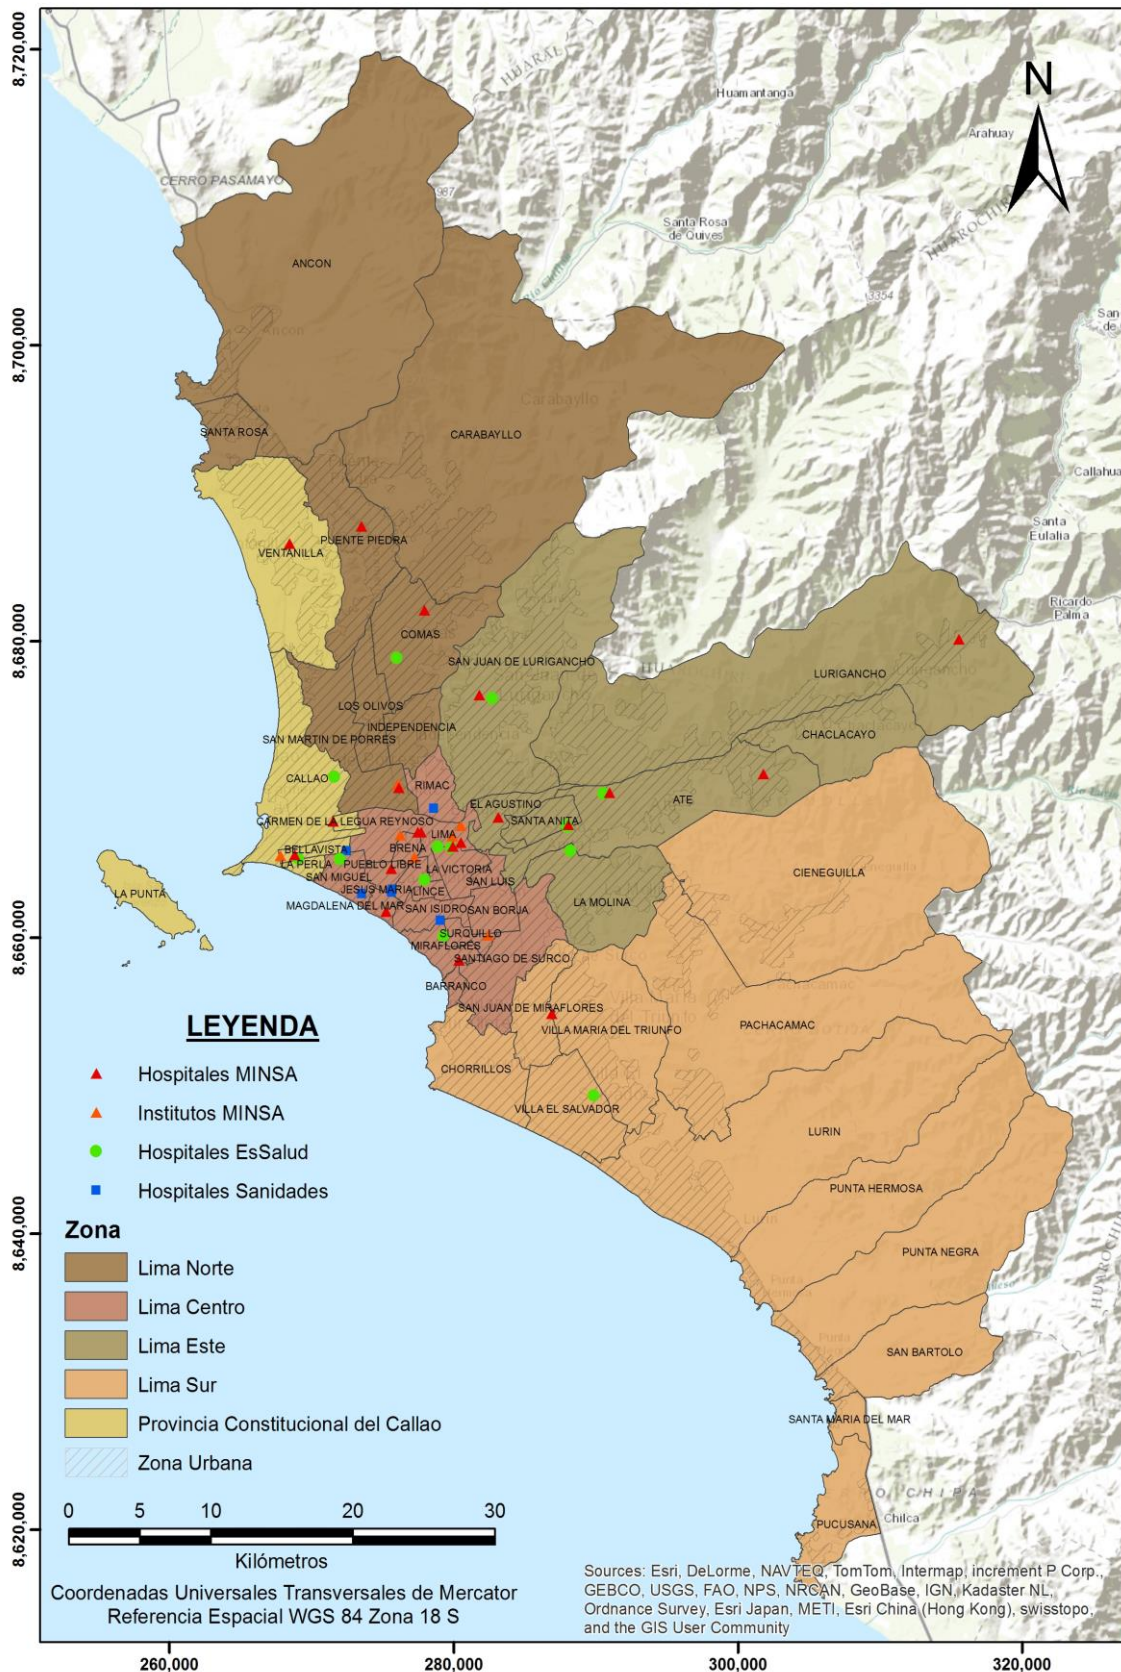 8,720,000
8,700,000
8,680,000
8,660,000
8,640,000
8,620,000
260,000
280,000
300,000
320,000
N
HUARAL
Huamantanga
Arahuay
CERRO PASAMAYO
987
Santa Rosa
de Quives
HUAROCHIRI
3354
ANCON
Ancon
Carabayllo
CARABAYLLO
SANTA ROSA
Callahua
Santa
Eulalia
Ricardo
Palma
VENTANILLA
PUENTE PIEDRA
COMAS
SAN JUAN DE LURIGANCHO
LURIGANCHO
CHACLACAYO
LOS OLIVOS
INDEPENDENCIA
SAN MARTIN DE PORRES
CALLAO
RIMAC
EL AGUSTINO
ATE
SANTA ANITA
CARMEN DE LA LEGUA REYNOSO
LIMA
BELLAVISTA
BREÑA
LA PERLA
PUEBLO LIBRE
LA VICTORIA
SAN MIGUEL
SAN LUIS
JESUS MARIA
LINCE
CIENEGUILLA
LA PUNTA
MAGDALENA DEL MAR
SAN ISIDRO
SAN BORJA
LA MOLINA
SURQUILLO
MIRAFLORES
SANTIAGO DE SURCO
BARRANCO
SAN JUAN DE MIRAFLORES
VILLA MARIA DEL TRIUNFO
PACHACAMAC
Pachacamac
CHORRILLOS
VILLA EL SALVADOR
LURIN
PUNTA HERMOSA
Lurin
PUNTA NEGRA
SAN BARTOLO
SANTA MARIA DEL MAR
PUCUSANA
Chilca
LEYENDA
Hospitales MINSA
Institutos MINSA
Hospitales EsSalud
Hospitales Sanidades
Zona
Lima Norte
Lima Centro
Lima Este
Lima Sur
Provincia Constitucional del Callao
Zona Urbana
0 5 10 20 30
Kilómetros
Coordenadas Universales Transversales de Mercator
Referencia Espacial WGS 84 Zona 18 S
Sources: Esri, DeLorme, NAVTEQ, TomTom, Intermap, increment P Corp.,
GEBCO, USGS, FAO, NPS, NRCAN, GeoBase, IGN, Kadaster NL,
Ordnance Survey, Esri Japan, METI, Esri China (Hong Kong), swisstopo,
and the GIS User Community